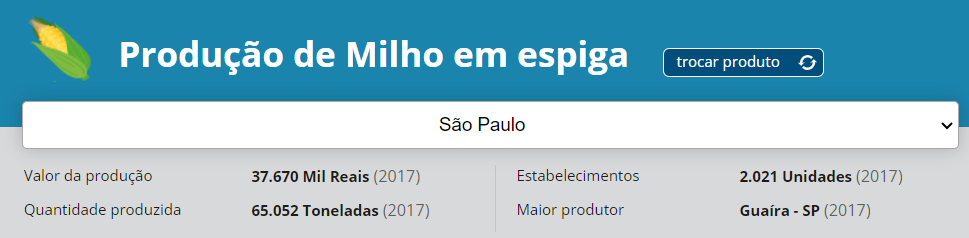 Produção de Milho em espiga
trocar produto
São Paulo
Valor da produção 37.670 Mil Reais (2017)
Estabelecimentos 2.021 Unidades (2017)
Quantidade produzida 65.052 Toneladas (2017)
Maior produtor Guaíra - SP (2017)